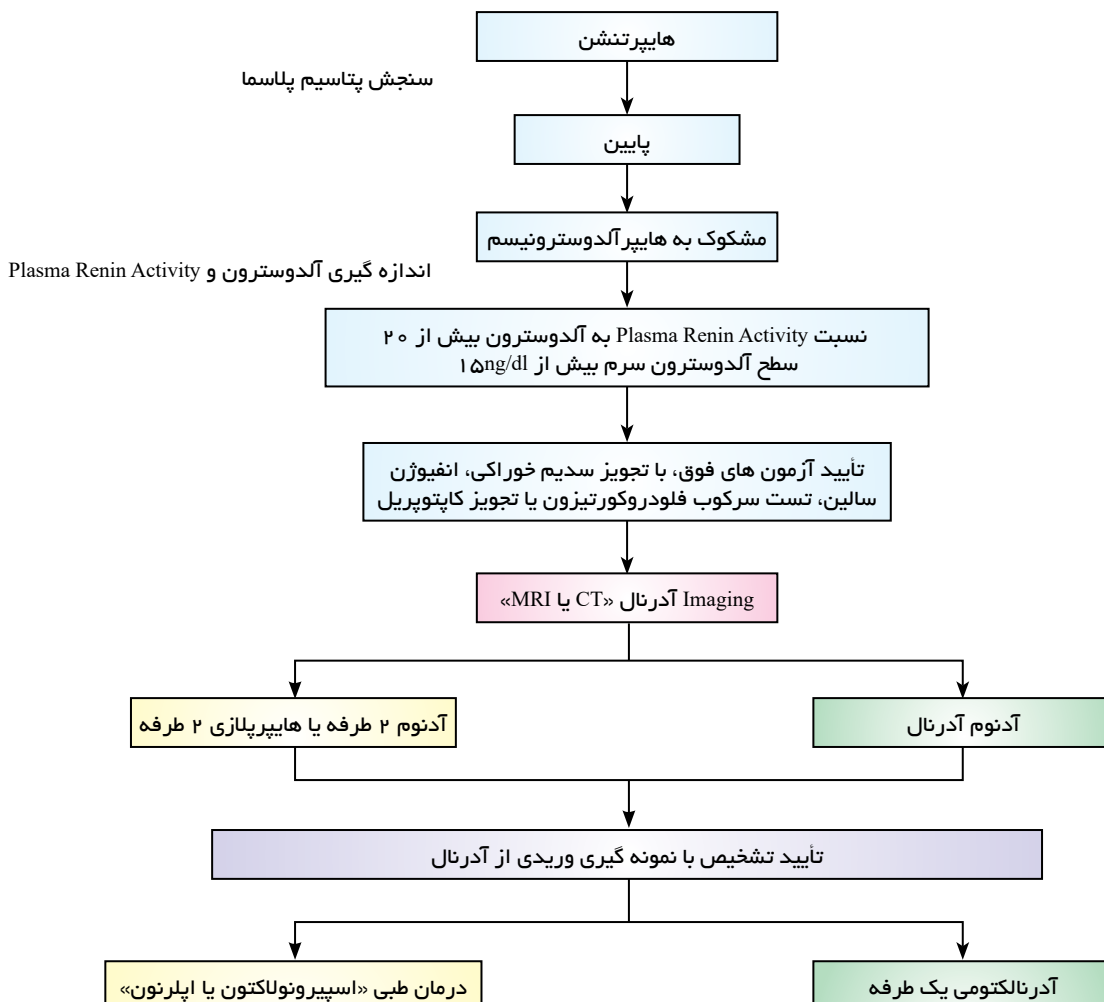 هایپرتنشن
سنجش پتاسیم پلاسما
پایین
مشکوک به هایپرآلدوسترونیسم
اندازه گیری آلدوسترون و Plasma Renin Activity
نسبت Plasma Renin Activity به آلدوسترون بیش از ۲۰
سطح آلدوسترون سرم بیش از ۱۵ng/dl
تأیید آزمون های فوق، با تجویز سدیم خوراکی، انفیوژن
سالین، تست سرکوب فلودروکورتیزون یا تجویز کاپتوپریل
Imaging آدرنال «CT یا MRI»
آدنوم آدرنال
آدنوم ۲ طرفه یا هایپرپلازی ۲ طرفه
تأیید تشخیص با نمونه گیری وریدی از آدرنال
آدرنالکتومی یک طرفه
درمان طبی «اسپیرونولاکتون یا اپلرنون»